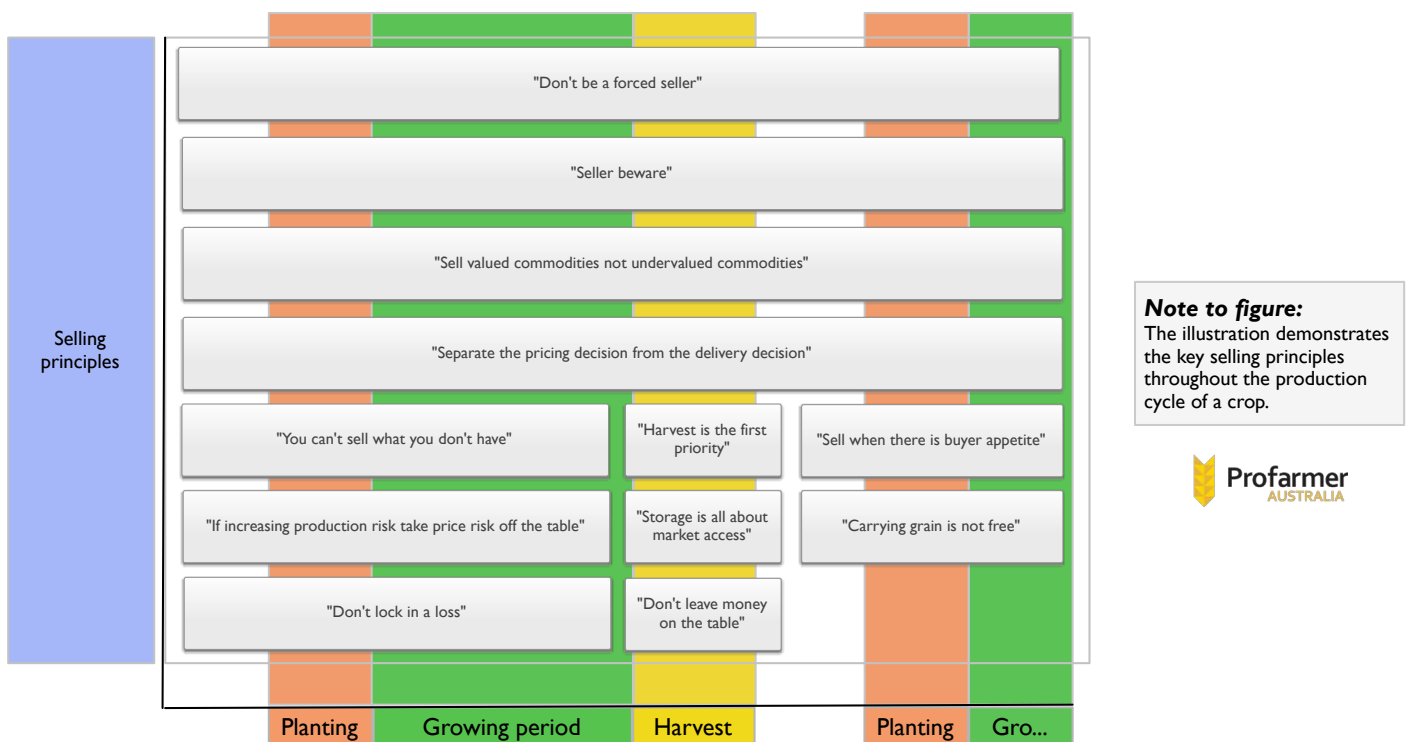 "Don't be a forced seller"
"Seller beware"
"Sell valued commodities not undervalued commodities"
Selling
principles
"Separate the pricing decision from the delivery decision"
"You can't sell what you don't have"
"Harvest is the first
priority"
"Sell when there is buyer appetite"
"If increasing production risk take price risk off the table"
"Storage is all about
market access"
"Carrying grain is not free"
"Don't lock in a loss"
"Don't leave money
on the table"
Planting
Growing period
Harvest
Planting
Gro...
Note to figure:
The illustration demonstrates
the key selling principles
throughout the production
cycle of a crop.
Profarmer
AUSTRALIA